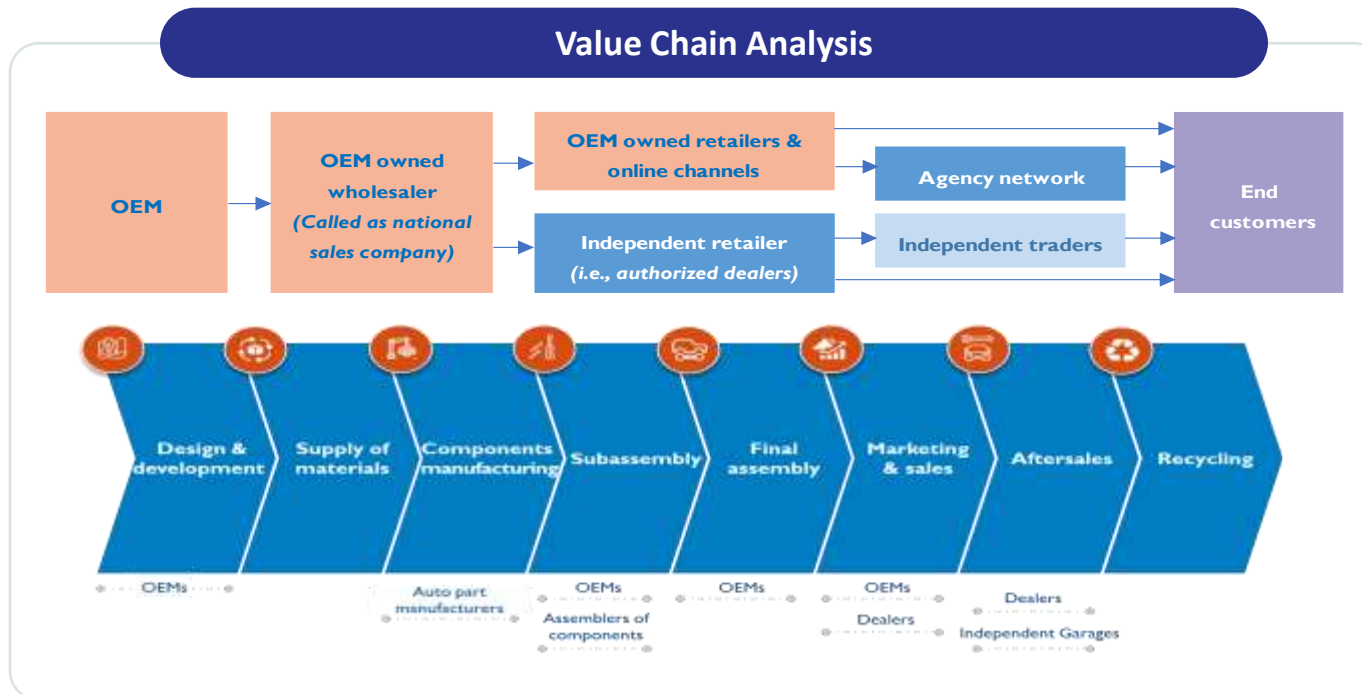 Value Chain Analysis
OEM
OEM owned
wholesaler
(Called as national
sales company)
OEM owned retailers &
online channels
Independent retailer
(i.e., authorized dealers)
Agency network
Independent traders
End
customers
Design &
development
Supply of
materials
Components
manufacturing
Subassembly
Final
assembly
Marketing
& sales
Aftersales
Recycling
OEMs
Auto part
manufacturers
OEMs
Assemblers of
components
OEMs
OEMs
Dealers
Dealers
Independent Garages